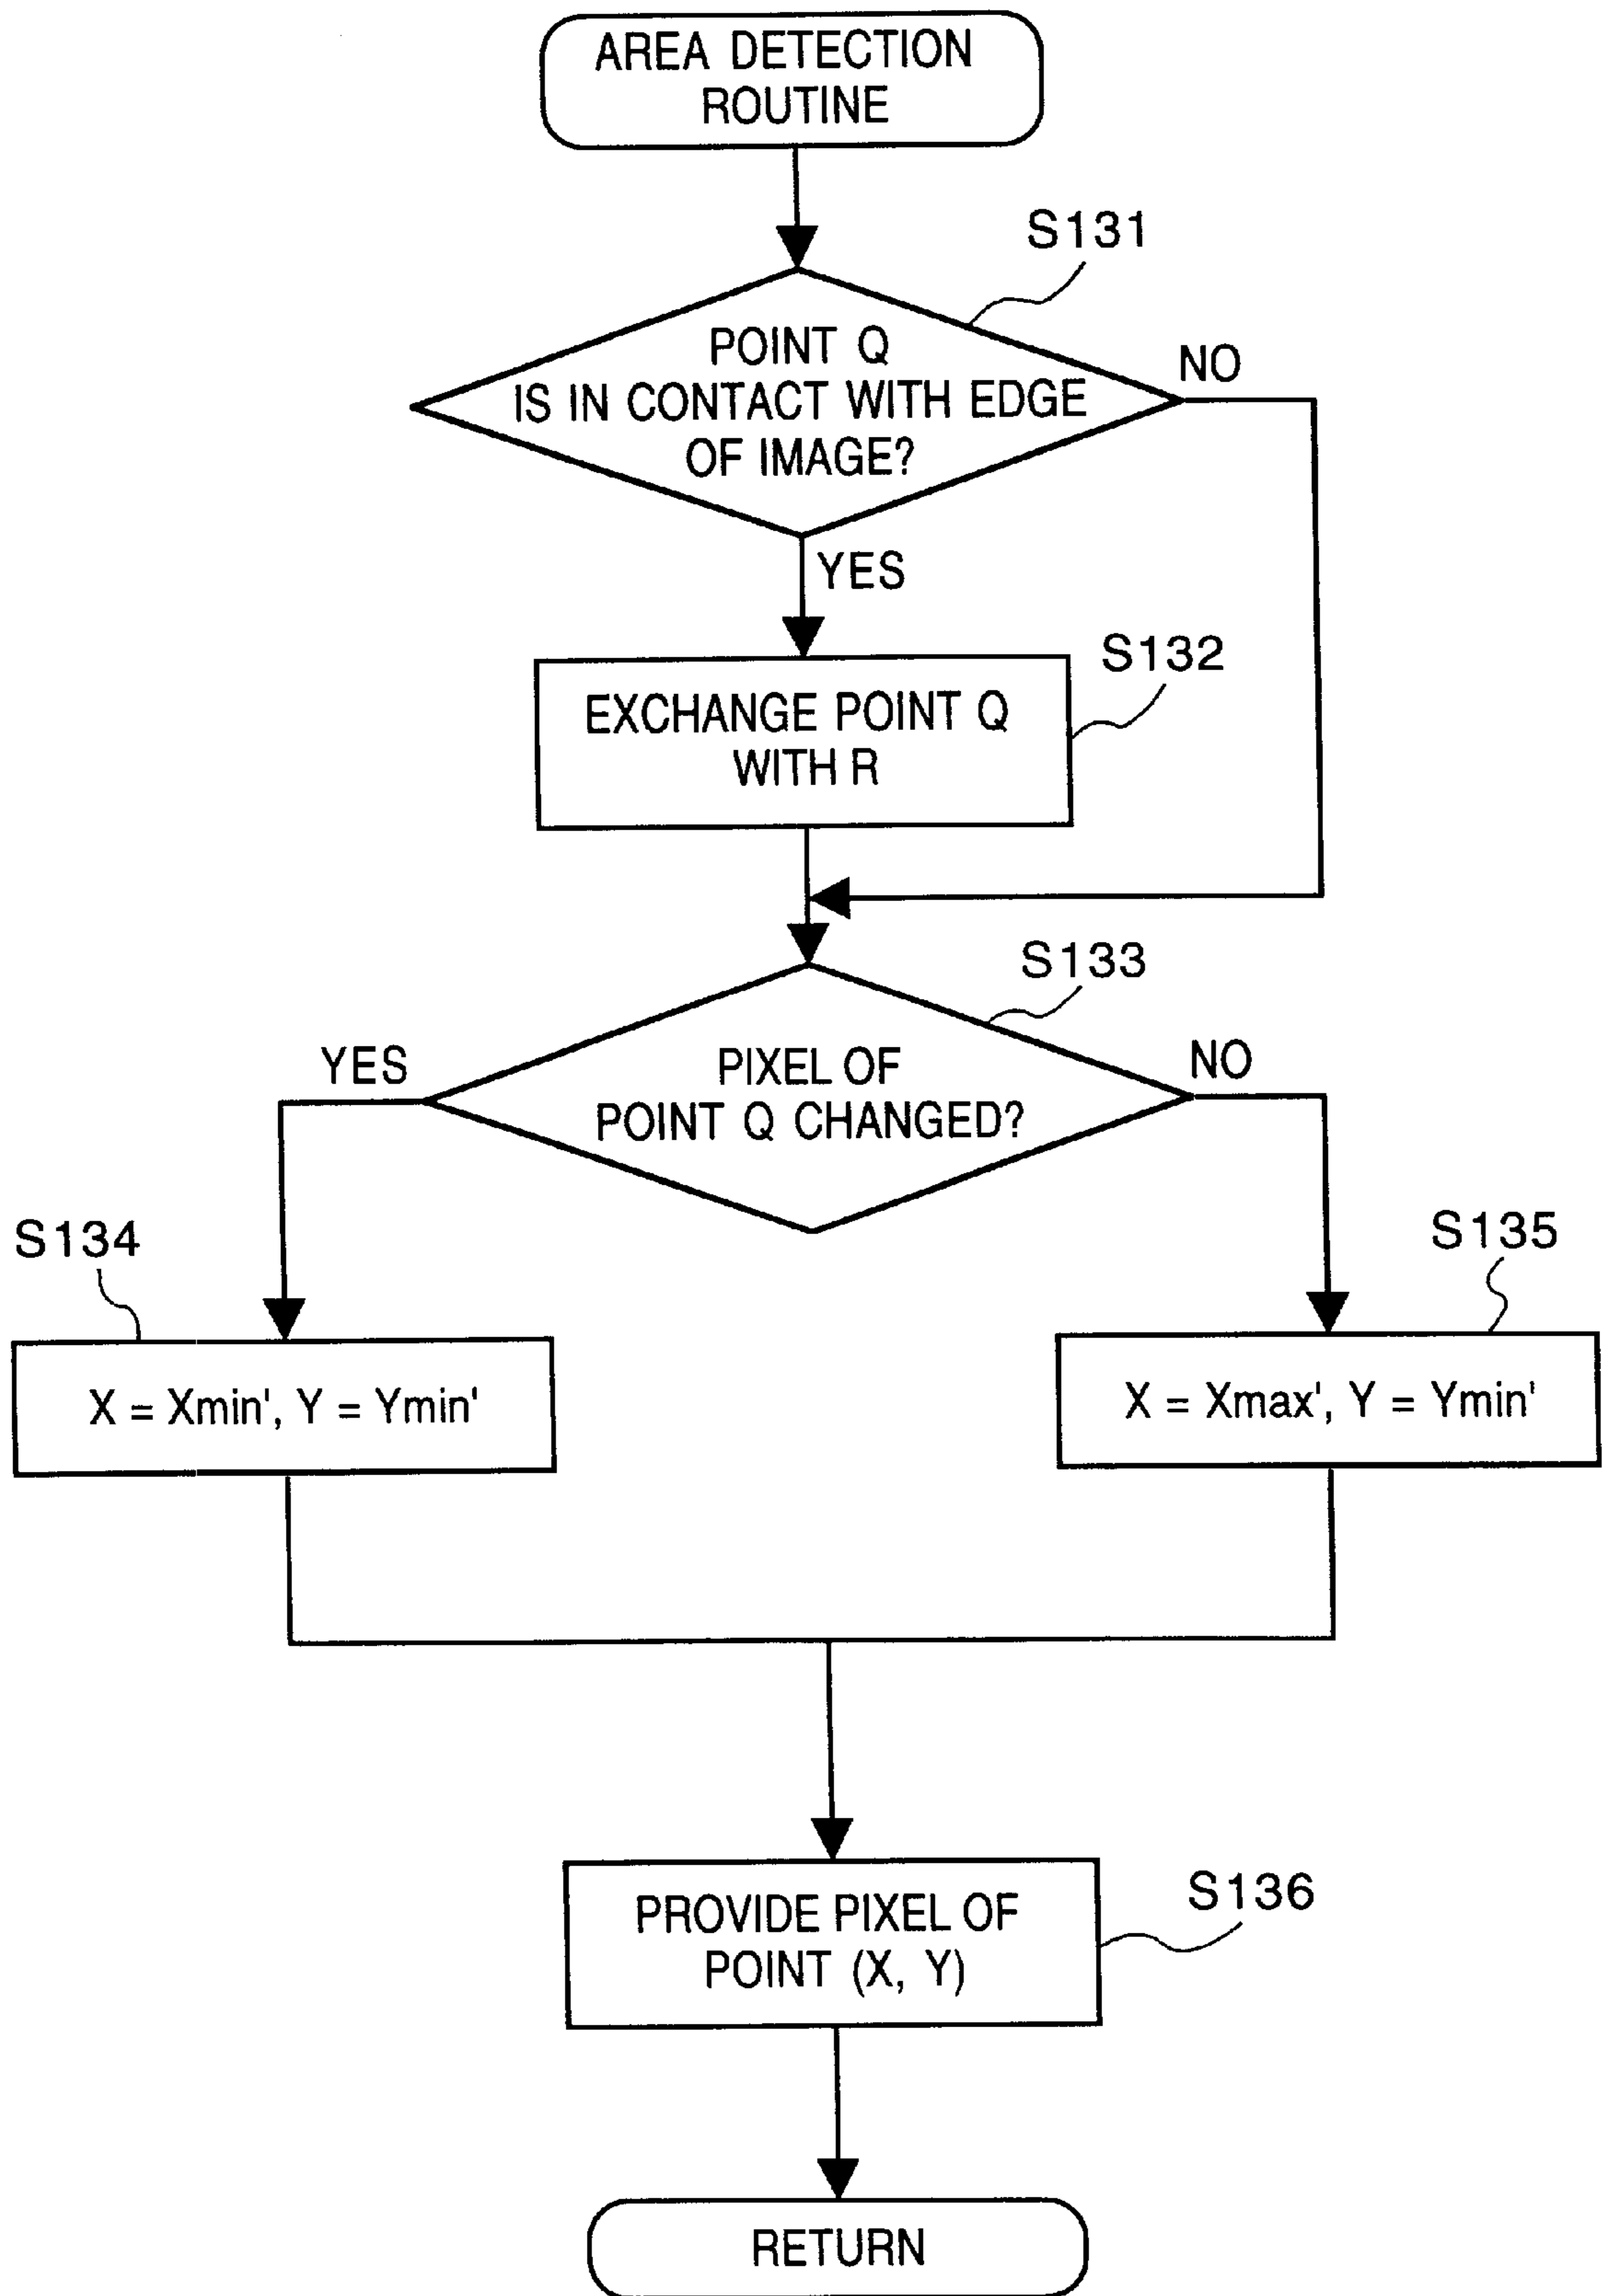 AREA DETECTION
ROUTINE
S131
POINT Q
IS IN CONTACT WITH EDGE
OF IMAGE?
NO
YES
S132
EXCHANGE POINT Q
WITH R
S133
YES
PIXEL OF
POINT Q CHANGED?
NO
S134
S135
X = Xmin', Y = Ymin'
X = Xmax', Y = Ymin'
S136
PROVIDE PIXEL OF
POINT (X, Y)
RETURN